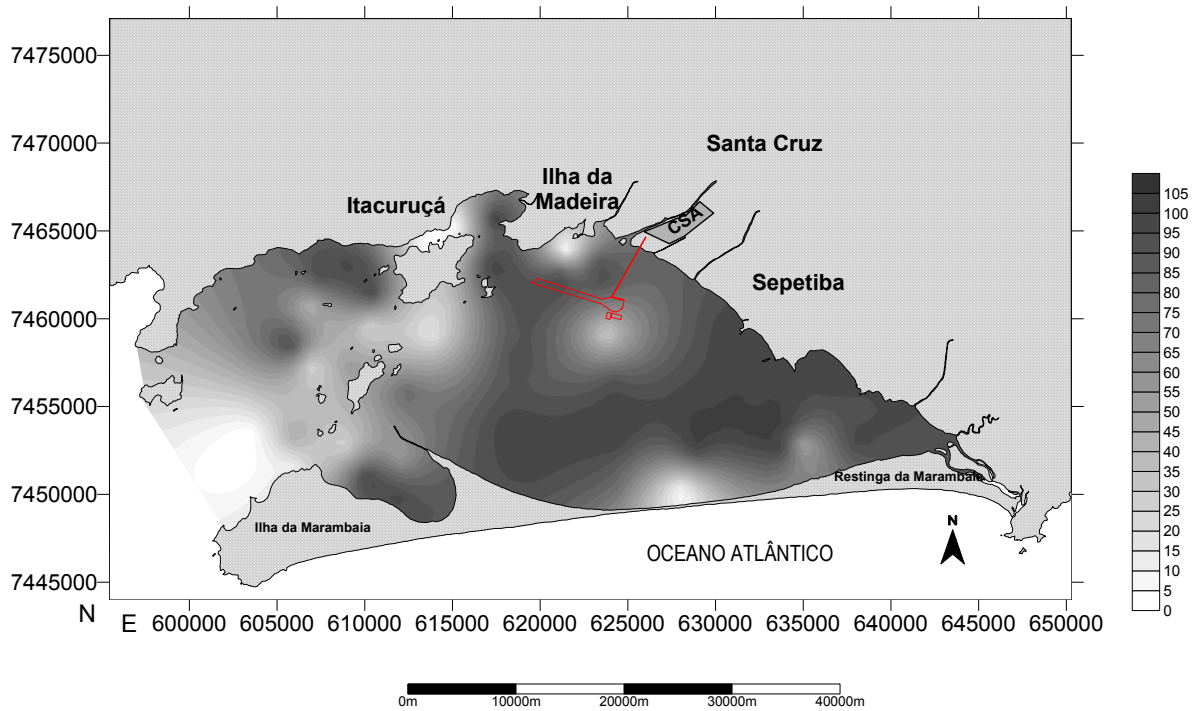 7475000
7470000
7465000
7460000
7455000
7450000
7445000
N
E
600000 605000 610000 615000 620000 625000 630000 635000 640000 645000 650000
Santa Cruz
Ilha da
Madeira
Itacuruçá
CSA
Sepetiba
Restinga da Marambaia
Ilha da Marambaia
N
OCEANO ATLÂNTICO
105
100
95
90
85
80
75
70
65
60
55
50
45
40
35
30
25
20
15
10
5
0
0m 10000m 20000m 30000m 40000m